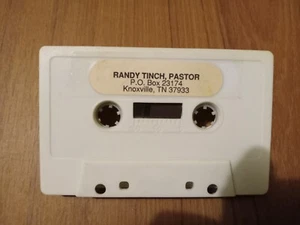 RANDY TINCH, PASTOR
P.O. Box 23174
Knoxville, TN 37933